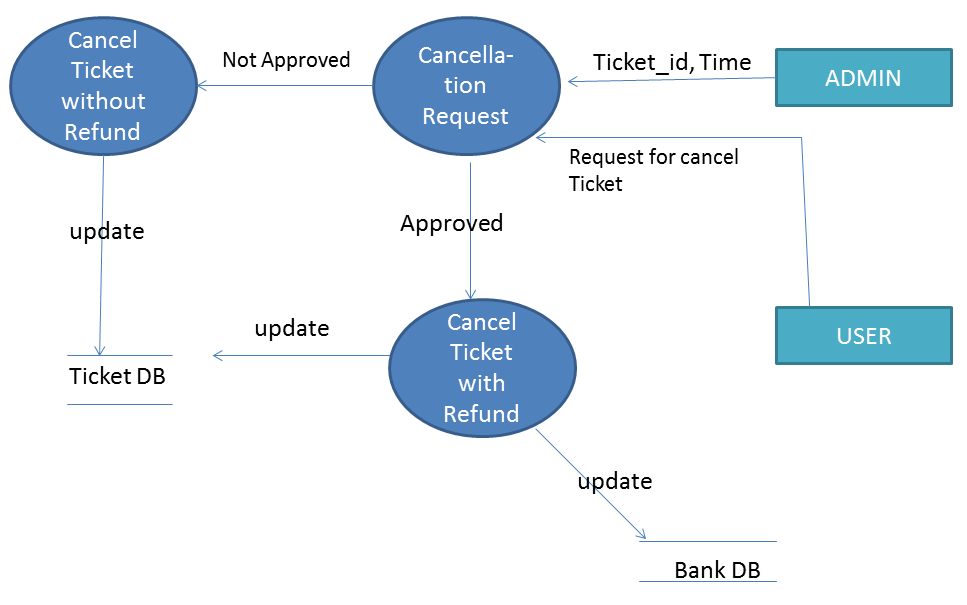 Cancel
Ticket
without
Refund
Not Approved
Cancella-
tion
Request
Ticket_id, Time
ADMIN
Request for cancel
Ticket
update
Approved
update
Cancel
Ticket
with
Refund
USER
Ticket DB
update
Bank DB